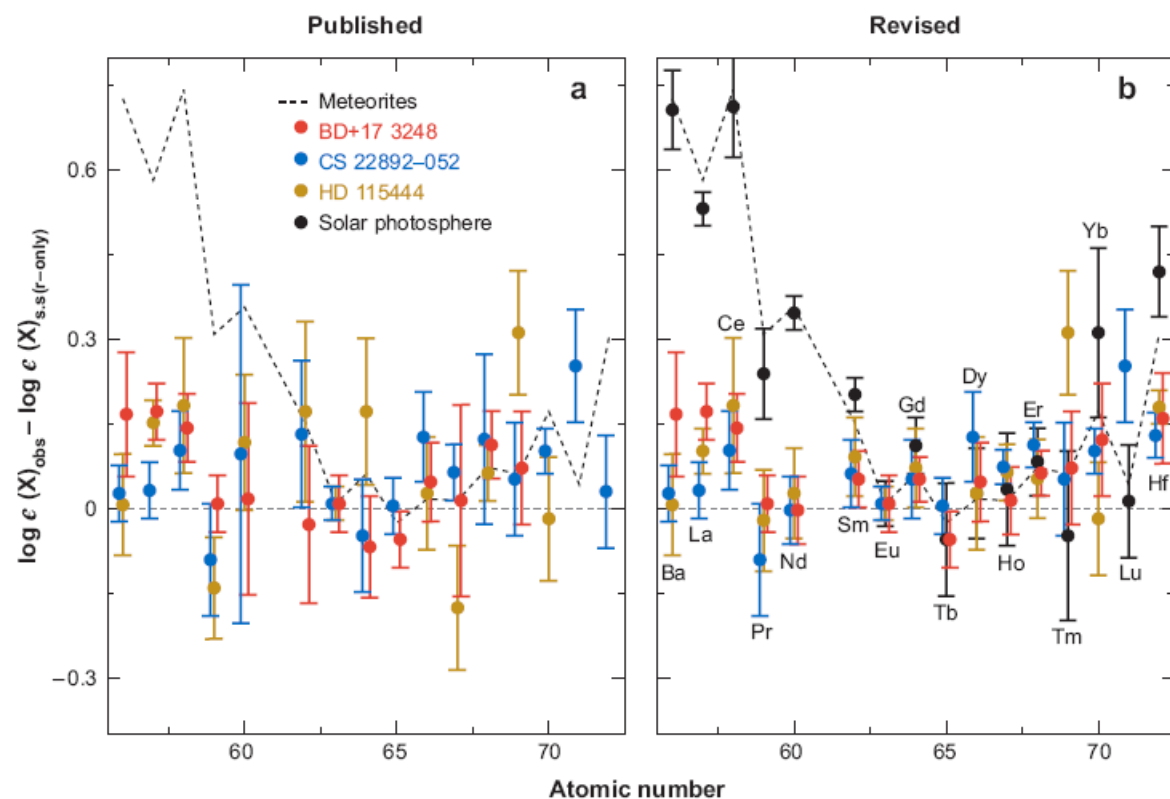 Published
Revised
a
b
Meteorites
BD+17 3248
CS 22892–052
HD 115444
Solar photosphere
log ϵ (X)obs – log ϵ (X)s.s(r–only)
0.6
0.3
0
–0.3
Yb
Ce
Gd
Dy
Er
Hf
La
Sm
Eu
Ho
Lu
Ba
Nd
Tb
Pr
Tm
60
65
70
60
65
70
Atomic number